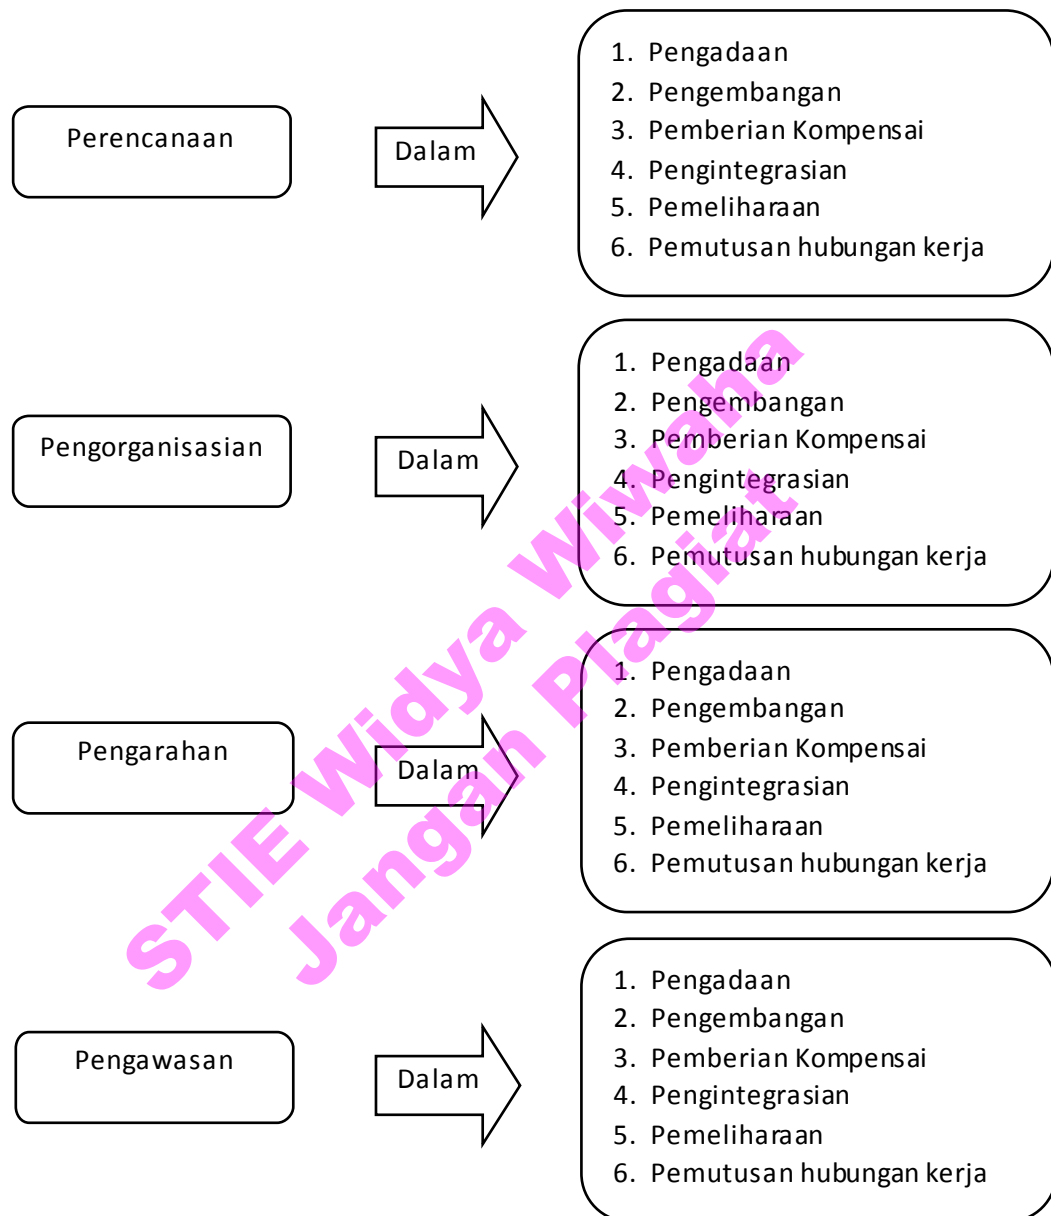 Perencanaan
Dalam
1. Pengadaan
2. Pengembangan
3. Pemberian Kompensai
4. Pengintegrasian
5. Pemeliharaan
6. Pemutusan hubungan kerja
Pengorganisasian
Dalam
1. Pengadaan
2. Pengembangan
3. Pemberian Kompensai
4. Pengintegrasian
5. Pemeliharaan
6. Pemutusan hubungan kerja
Pengarahan
Dalam
1. Pengadaan
2. Pengembangan
3. Pemberian Kompensai
4. Pengintegrasian
5. Pemeliharaan
6. Pemutusan hubungan kerja
Pengawasan
Dalam
1. Pengadaan
2. Pengembangan
3. Pemberian Kompensai
4. Pengintegrasian
5. Pemeliharaan
6. Pemutusan hubungan kerja
STIE Widya Wiwaha
Jangan Plagiat